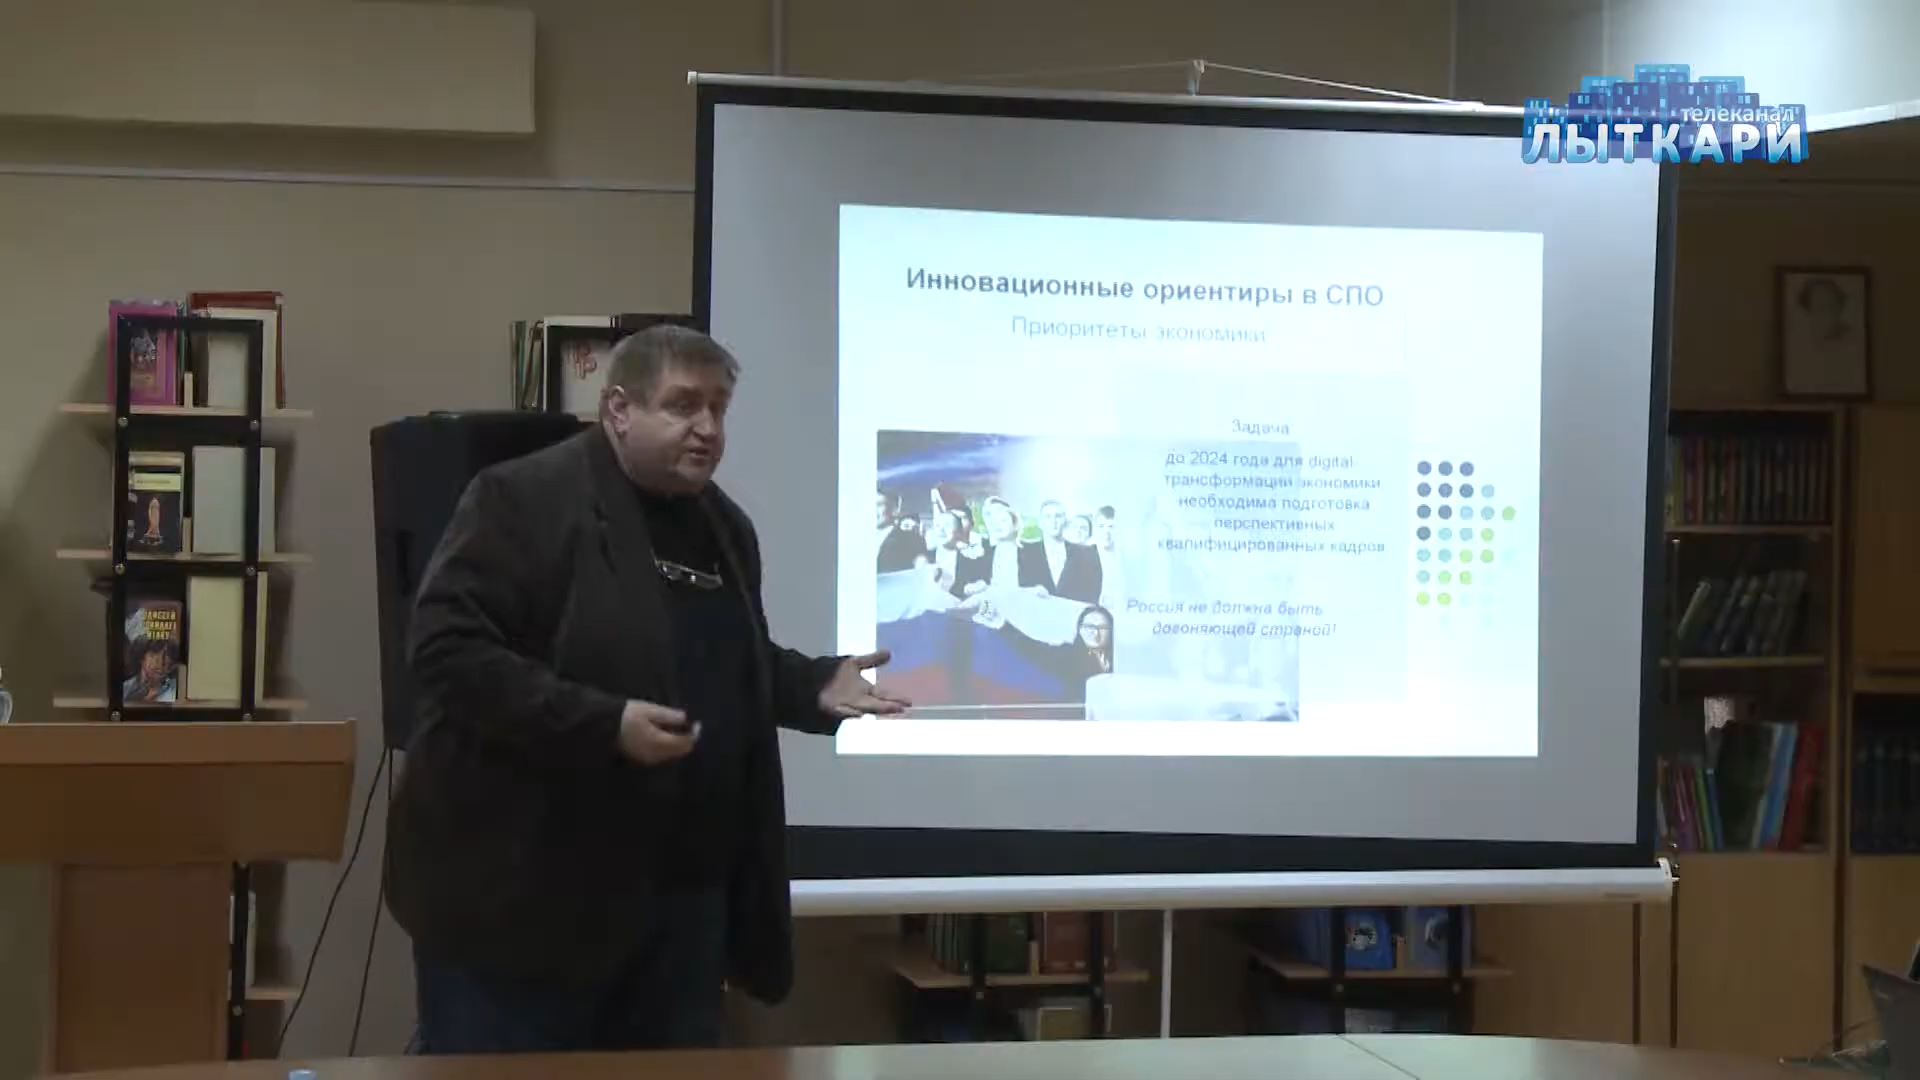 телеканал
ЛЫТКАРИ
Инновационные ориентиры в СПО
Приоритеты экономики
Задача
до 2024 года для digital
трансформации экономики
необходима подготовка
перспективных
квалифицированных кадров
Россия не должна быть
догоняющей страной!